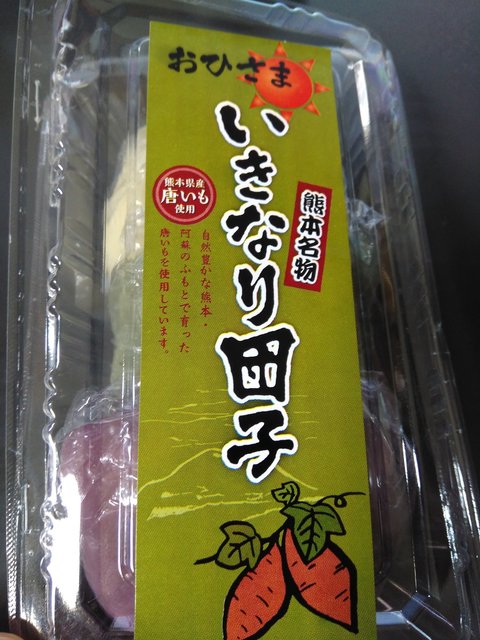 おひさま
いきなり団子
熊本名物
熊本県産
唐いも
使用
自然豊かな熊本・
阿蘇のふもとで育った
唐いもを使用しています。